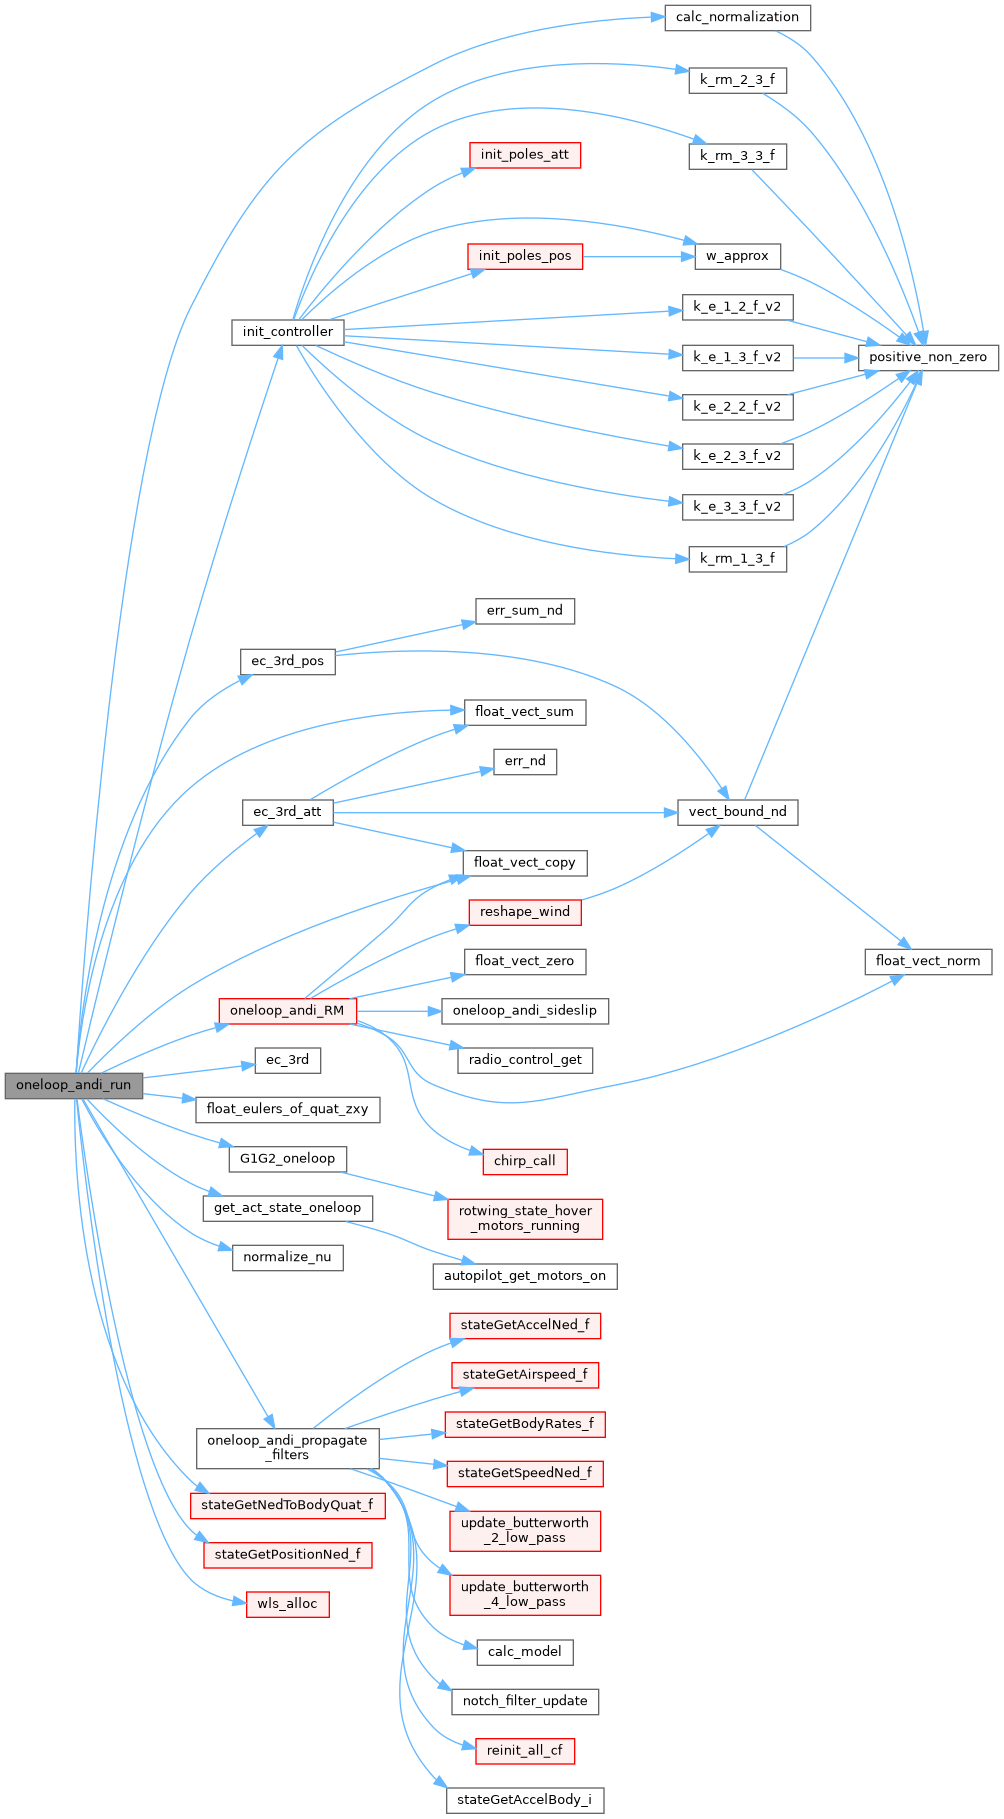 calc_normalization
k_rm_2_3_f
k_rm_3_3_f
init_poles_att
w_approx
init_poles_pos
k_e_1_2_f_v2
init_controller
k_e_1_3_f_v2
positive_non_zero
k_e_2_2_f_v2
k_e_2_3_f_v2
k_e_3_3_f_v2
k_rm_1_3_f
err_sum_nd
ec_3rd_pos
float_vect_sum
err_nd
ec_3rd_att
vect_bound_nd
float_vect_copy
reshape_wind
float_vect_zero
float_vect_norm
oneloop_andi_RM
oneloop_andi_sideslip
ec_3rd
radio_control_get
oneloop_andi_run
float_eulers_of_quat_zxy
G1G2_oneloop
chirp_call
get_act_state_oneloop
rotwing_state_hover
_motors_running
normalize_nu
autopilot_get_motors_on
stateGetAccelNed_f
stateGetAirspeed_f
stateGetBodyRates_f
oneloop_andi_propagate
_filters
stateGetSpeedNed_f
stateGetNedToBodyQuat_f
update_butterworth
_2_low_pass
stateGetPositionNed_f
update_butterworth
_4_low_pass
wls_alloc
calc_model
notch_filter_update
reinit_all_cf
stateGetAccelBody_i